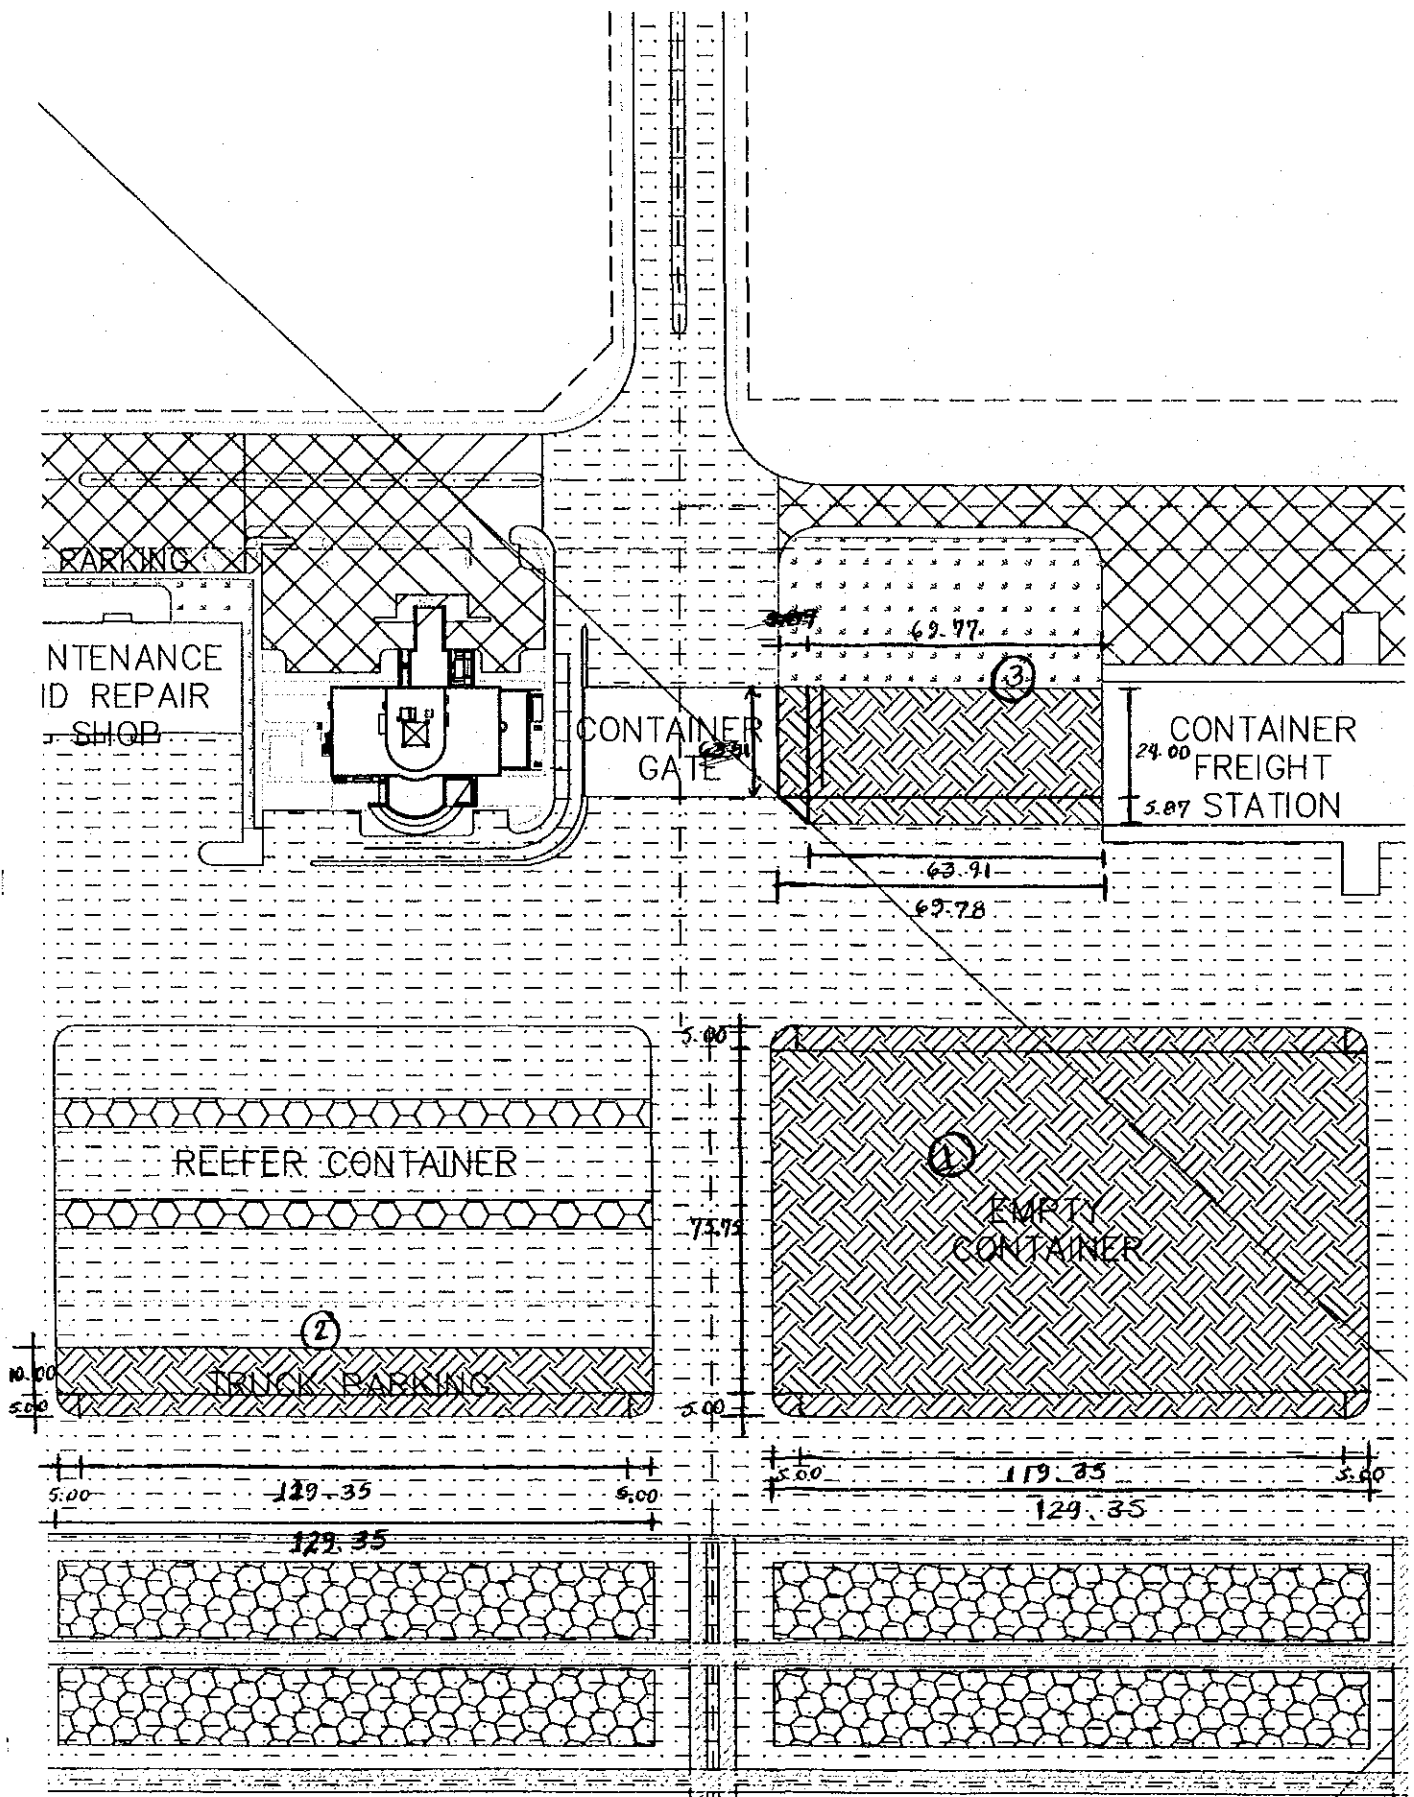 PARKING
NTENANCE
ID REPAIR
SHOP
CONTAINER
GATE
69.77
3
24.00
5.87
CONTAINER
FREIGHT
STATION
63.91
69.78
5.00
REEFER CONTAINER
1
EMPTY
CONTAINER
73.75
2
10.00
TRUCK PARKING
5.00
5.00
5.00
129.35
5.00
129.35
5.00
119.35
5.00
129.35